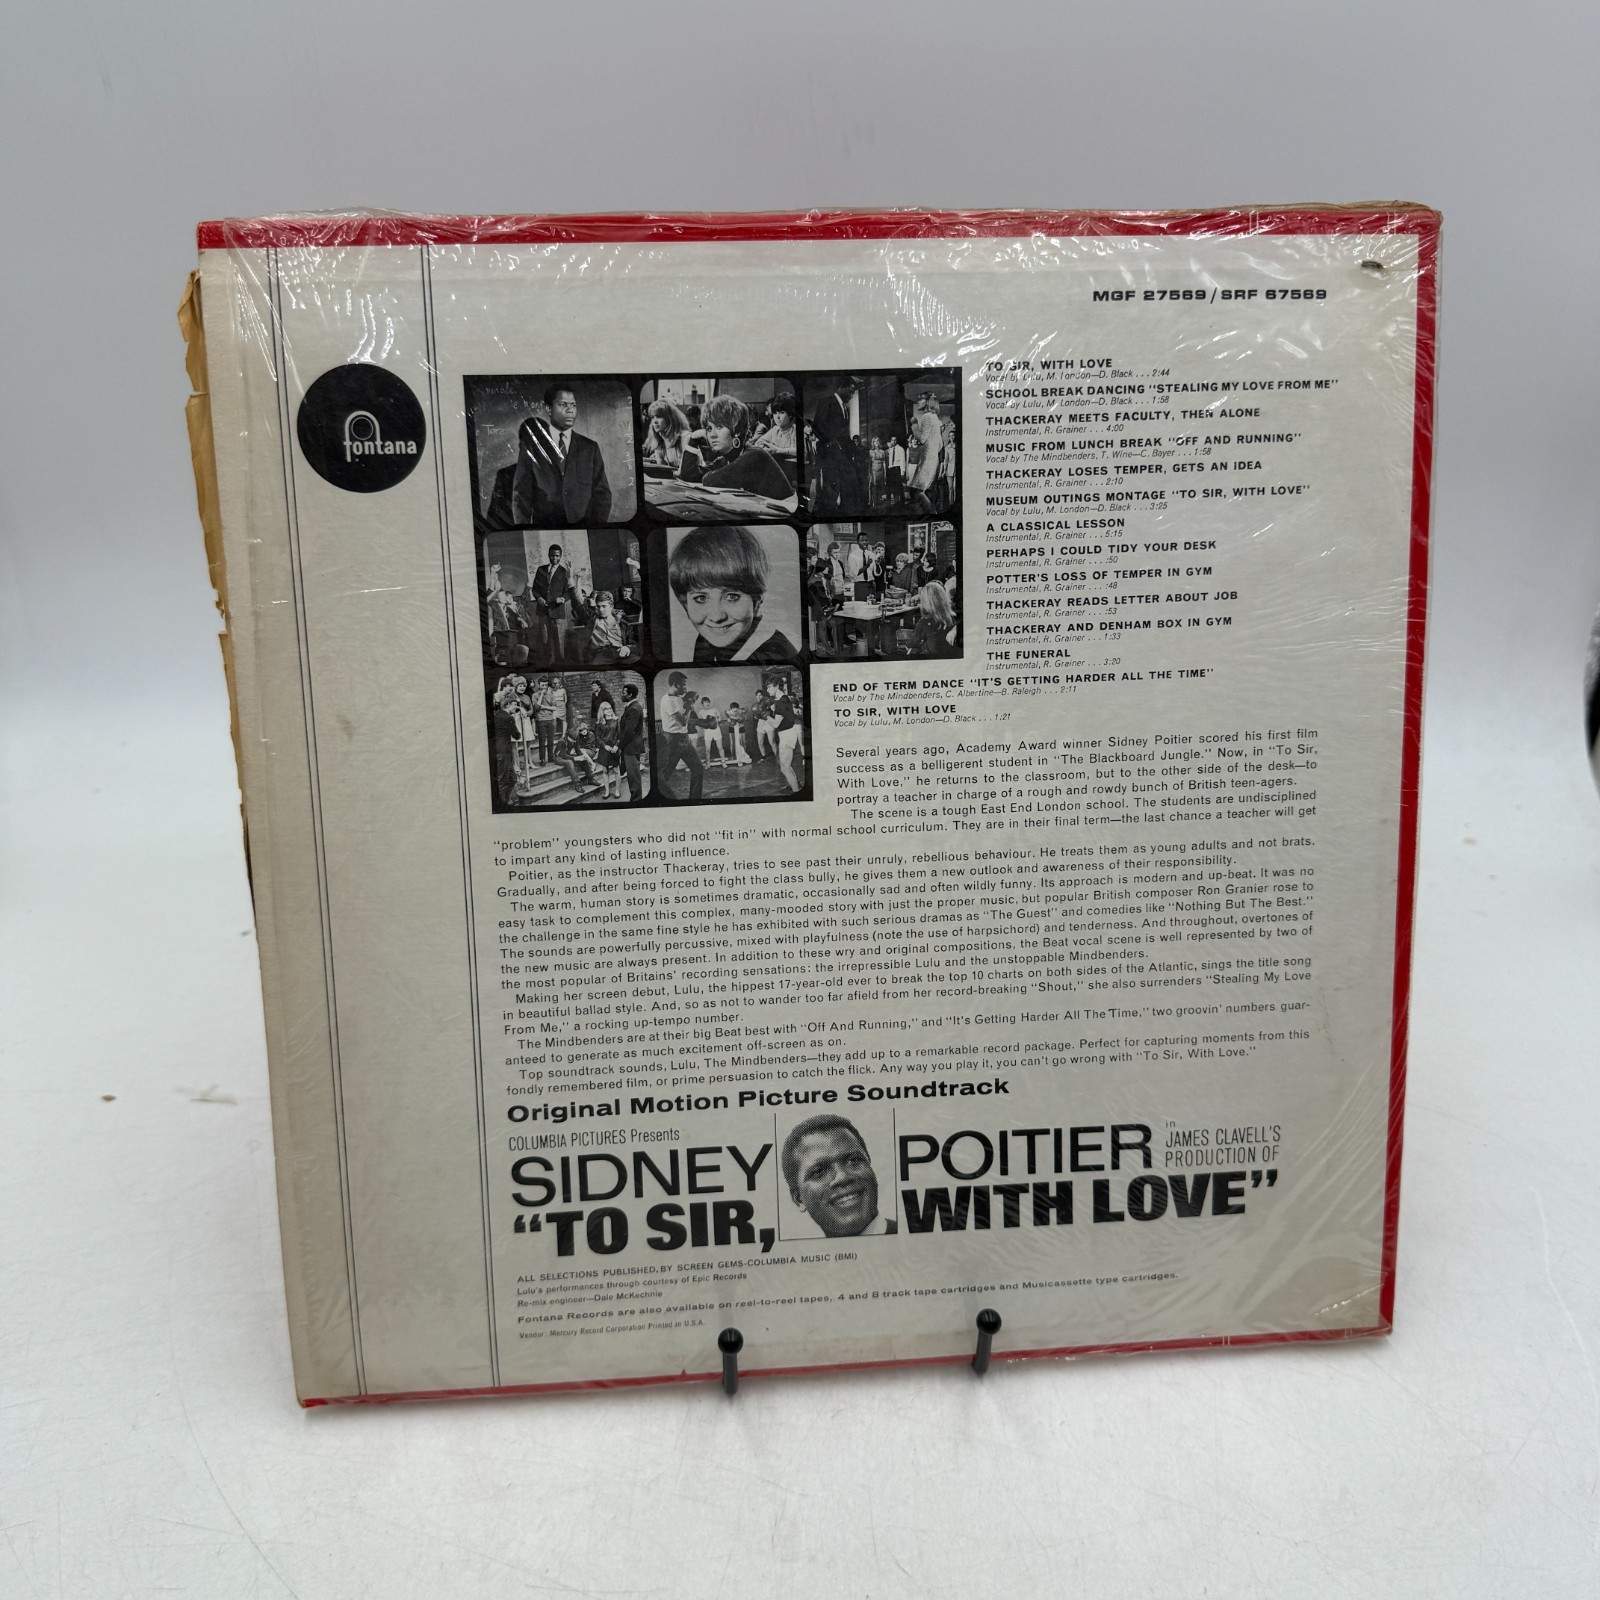 MGF 27569 / SRF 67569
fontana
TO SIR, WITH LOVE
Vocal by Lulu, M. London—D. Black . . . 2:44
SCHOOL BREAK DANCING "STEALING MY LOVE FROM ME"
Vocal by Lulu, M. London—D. Black . . . 1:58
THACKERAY MEETS FACULTY, THEN ALONE
Instrumental, R. Grainer . . . 4:00
MUSIC FROM LUNCH BREAK "OFF AND RUNNING"
Vocal by The Mindbenders, T. Wine—C. Bayer . . . 1:58
THACKERAY LOSES TEMPER, GETS AN IDEA
Instrumental, R. Grainer . . . 2:10
MUSEUM OUTINGS MONTAGE "TO SIR, WITH LOVE"
Vocal by Lulu, M. London—D. Black . . . 3:25
A CLASSICAL LESSON
Instrumental, R. Grainer . . . 5:15
PERHAPS I COULD TIDY YOUR DESK
Instrumental, R. Grainer . . . :50
POTTER'S LOSS OF TEMPER IN GYM
Instrumental, R. Grainer . . . :48
THACKERAY READS LETTER ABOUT JOB
Instrumental, R. Grainer . . . :53
THACKERAY AND DENHAM BOX IN GYM
Instrumental, R. Grainer . . . 1:33
THE FUNERAL
Instrumental, R. Grainer . . . 3:20
END OF TERM DANCE "IT'S GETTING HARDER ALL THE TIME"
Vocal by The Mindbenders, C. Albertine—B. Raleigh . . . 2:11
TO SIR, WITH LOVE
Vocal by Lulu, M. London—D. Black . . . 1:21
Several years ago, Academy Award winner Sidney Poitier scored his first film
success as a belligerent student in "The Blackboard Jungle." Now, in "To Sir,
With Love," he returns to the classroom, but to the other side of the desk—to
portray a teacher in charge of a rough and rowdy bunch of British teen-agers.
The scene is a tough East End London school. The students are undisciplined
"problem" youngsters who did not "fit in" with normal school curriculum. They are in their final term—the last chance a teacher will get
to impart any kind of lasting influence.
Poitier, as the instructor Thackeray, tries to see past their unruly, rebellious behaviour. He treats them as young adults and not brats.
Gradually, and after being forced to fight the class bully, he gives them a new outlook and awareness of their responsibility.
The warm, human story is sometimes dramatic, occasionally sad and often wildly funny. Its approach is modern and up-beat. It was no
easy task to complement this complex, many-mooded story with just the proper music, but popular British composer Ron Granier rose to
the challenge in the same fine style he has exhibited with such serious dramas as "The Guest" and comedies like "Nothing But The Best."
The sounds are powerfully percussive, mixed with playfulness (note the use of harpsichord) and tenderness. And throughout, overtones of
the new music are always present. In addition to these wry and original compositions, the Beat vocal scene is well represented by two of
the most popular of Britains' recording sensations: the irrepressible Lulu and the unstoppable Mindbenders.
Making her screen debut, Lulu, the hippest 17-year-old ever to break the top 10 charts on both sides of the Atlantic, sings the title song
in beautiful ballad style. And, so as not to wander too far afield from her record-breaking "Shout," she also surrenders "Stealing My Love
From Me," a rocking up-tempo number.
The Mindbenders are at their big Beat best with "Off And Running," and "It's Getting Harder All The Time," two groovin' numbers guar-
anteed to generate as much excitement off-screen as on.
Top soundtrack sounds, Lulu, The Mindbenders—they add up to a remarkable record package. Perfect for capturing moments from this
fondly remembered film, or prime persuasion to catch the flick. Any way you play it, you can't go wrong with "To Sir, With Love."
Original Motion Picture Soundtrack
COLUMBIA PICTURES Presents
SIDNEY POITIER in JAMES CLAVELL'S PRODUCTION OF
"TO SIR, WITH LOVE"
ALL SELECTIONS PUBLISHED BY SCREEN GEMS-COLUMBIA MUSIC (BMI)
Lulu's performances through courtesy of Epic Records
Re-mix engineer—Dale McKechnie
Fontana Records are also available on reel-to-reel tapes, 4 and 8 track tape cartridges and Musicassette type cartridges.
Vendor: Mercury Record Corporation Printed in U.S.A.